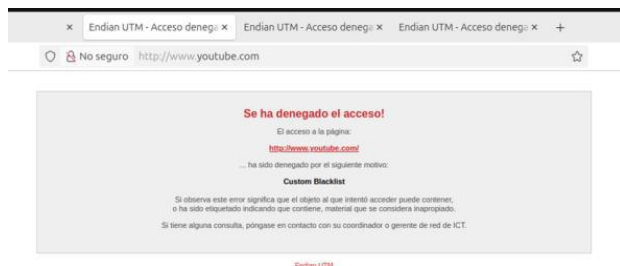 Endian UTM - Acceso denega
Endian UTM - Acceso denega
Endian UTM - Acceso denega
No seguro http://www.youtube.com
Se ha denegado el acceso!
El acceso a la página:
http://www.youtube.com/
... ha sido denegado por el siguiente motivo:
Custom Blacklist
Si observa este error significa que el objeto al que intentó acceder puede contener,
o ha sido etiquetado indicando que contiene, material que se considera inapropiado.
Si tiene alguna consulta, póngase en contacto con su coordinador o gerente de red de ICT.
Endian UTM